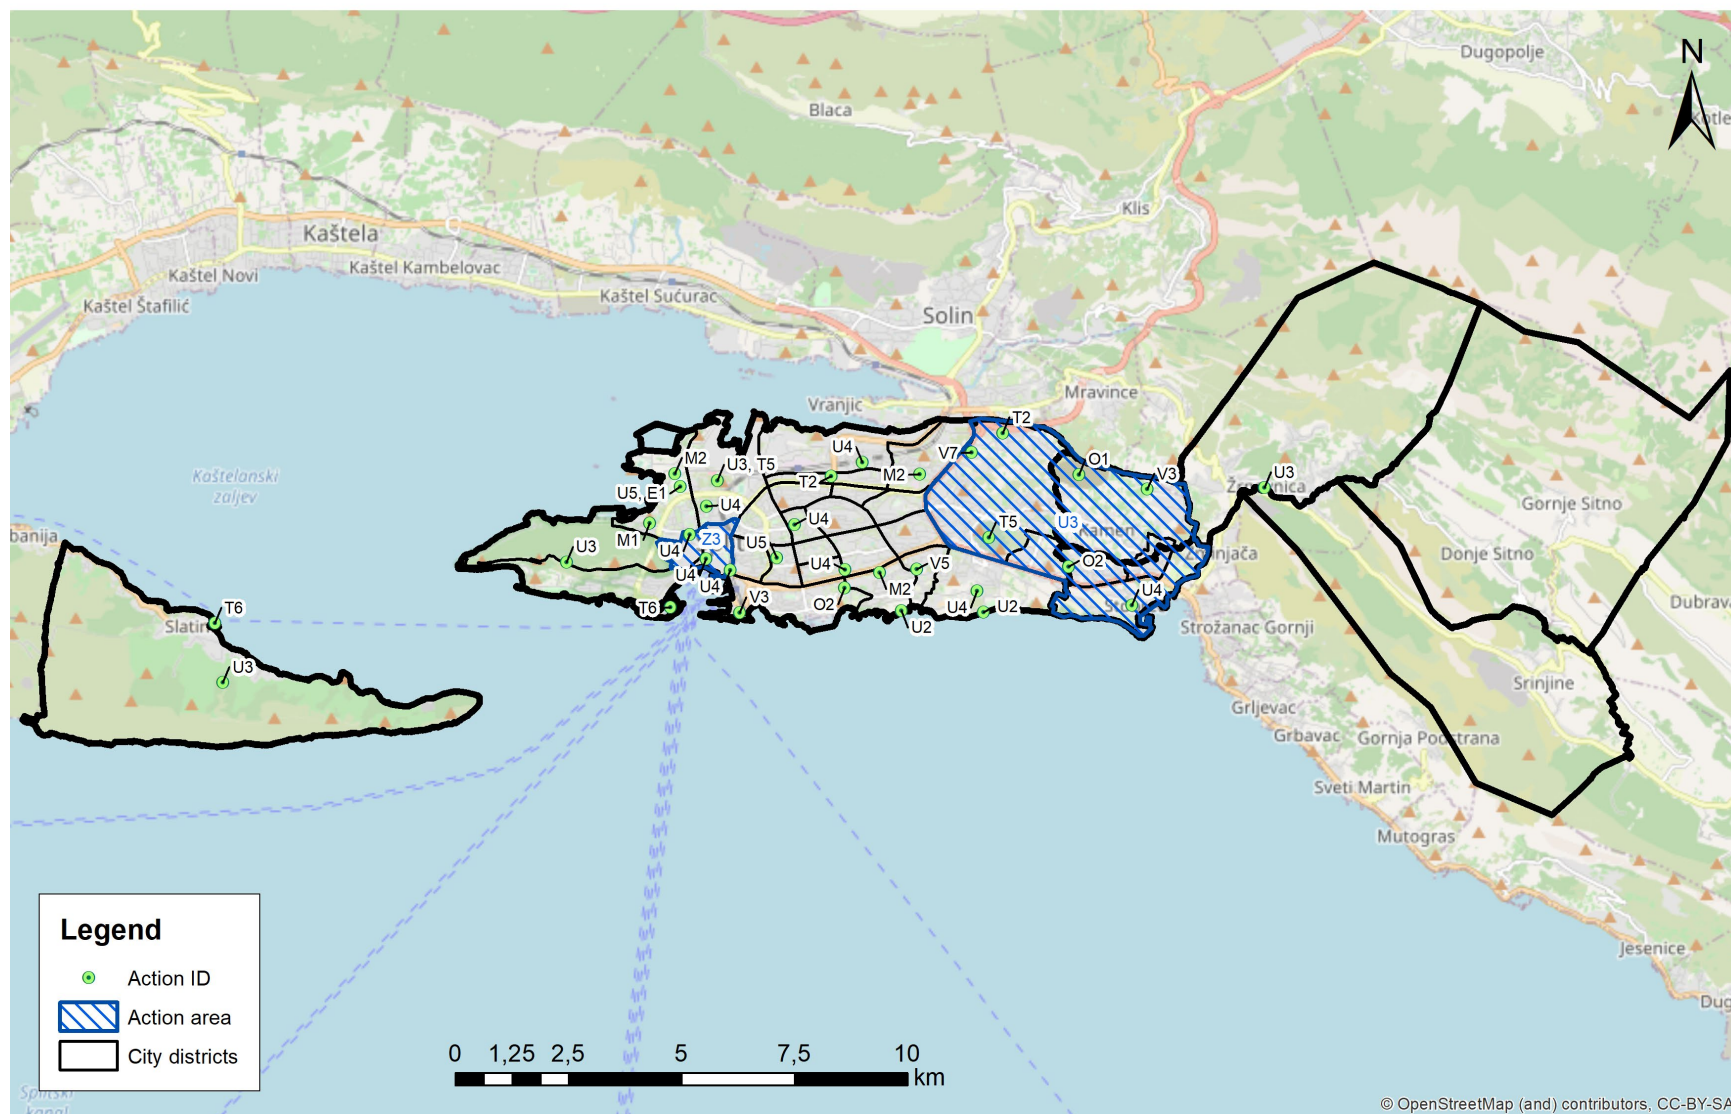 Dugopolje
N
Blaca
Klis
Kaštela
Kaštel Novi
Kaštel Kambelovac
Kaštel Štafilić
Kaštel Sućurac
Solin
Mravince
Vranjic
T2
U4
V7
M2
U3, T5
M2
O1
V3
U3
T2
Kaštelanski
zaljev
U5, E1
U4
Gornje Sitno
U4
T5
U3
Kamen
M1
Z3
U3
U4
U5
Donje Sitno
banija
U4
U4
U4
M2
V5
O2
T6
T6
V3
O2
U2
U4
U2
U4
Strožanac Gornji
Slatine
U3
Srinjine
Grljevac
Grbavac
Gornja Podstrana
Sveti Martin
Mutogras
Legend
Action ID
Action area
City districts
Jesenice
0 1,25 2,5 5 7,5 10
km
Splitski
kanal
© OpenStreetMap (and) contributors, CC-BY-SA